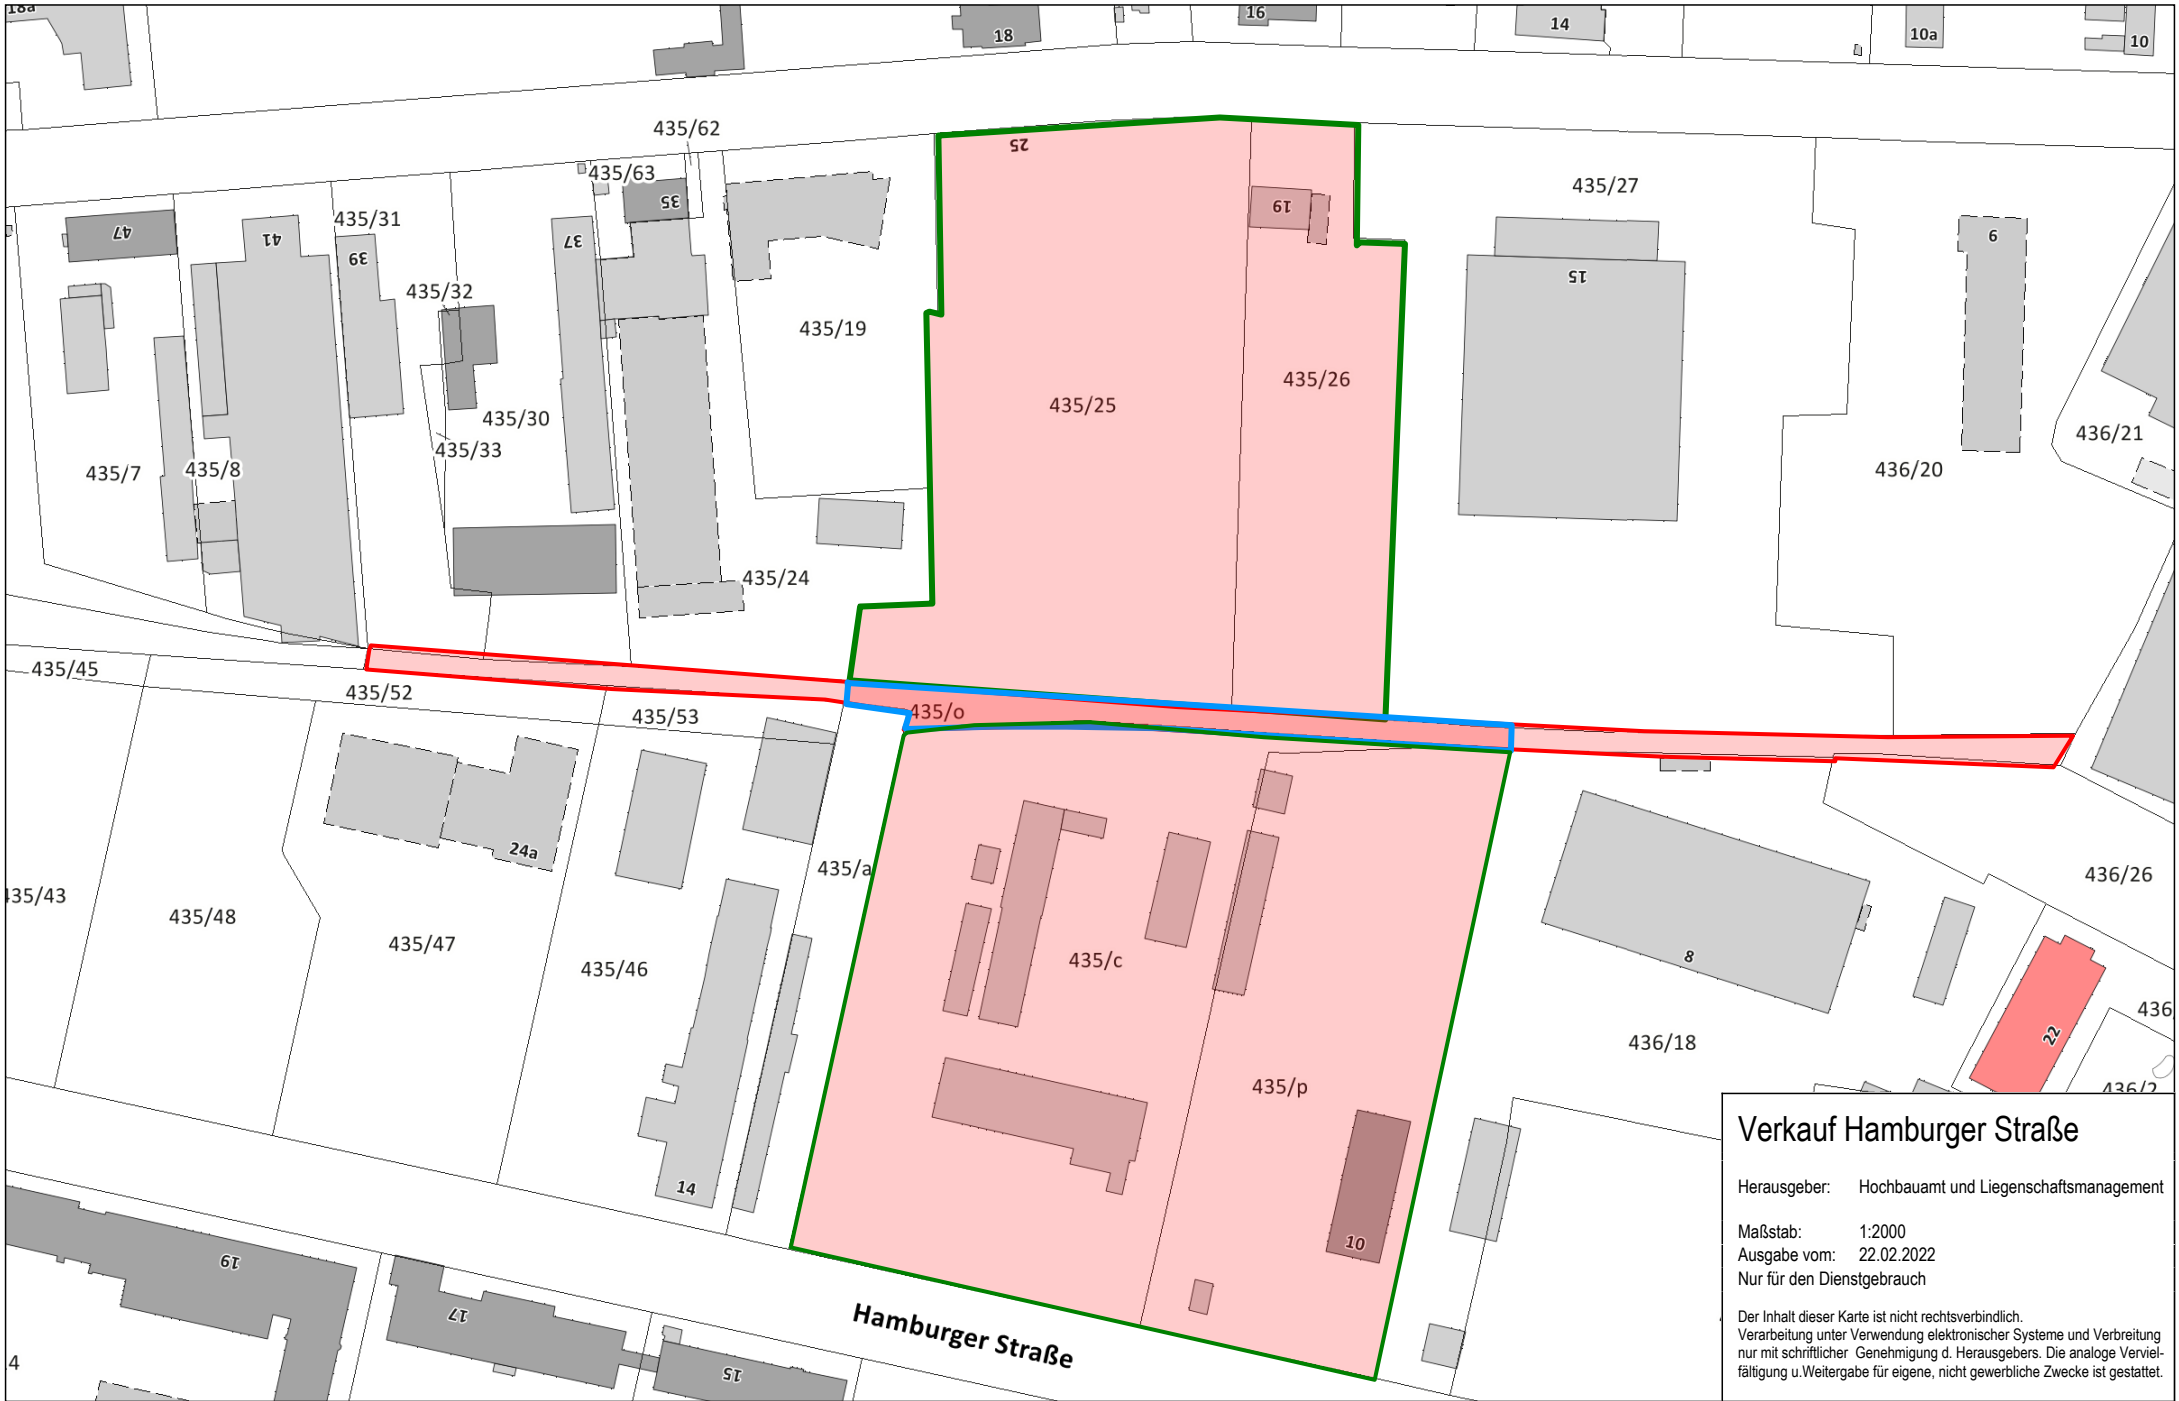 18a
18
16
14
10a
10
435/62
25
435/63
435/27
35
19
435/31
47
41
37
39
6
15
435/32
435/19
435/26
435/25
435/30
436/21
435/33
435/7
435/8
436/20
435/24
435/45
435/52
435/53
435/o
24a
435/a
436/26
435/43
435/48
435/47
435/46
435/c
8
436
22
436/18
435/p
436/2
14
10
19
17
15
4
Hamburger Straße
Verkauf Hamburger Straße
Herausgeber: Hochbauamt und Liegenschaftsmanagement
Maßstab: 1:2000
Ausgabe vom: 22.02.2022
Nur für den Dienstgebrauch
Der Inhalt dieser Karte ist nicht rechtsverbindlich.
Verarbeitung unter Verwendung elektronischer Systeme und Verbreitung
nur mit schriftlicher Genehmigung d. Herausgebers. Die analoge Verviel-
fältigung u.Weitergabe für eigene, nicht gewerbliche Zwecke ist gestattet.